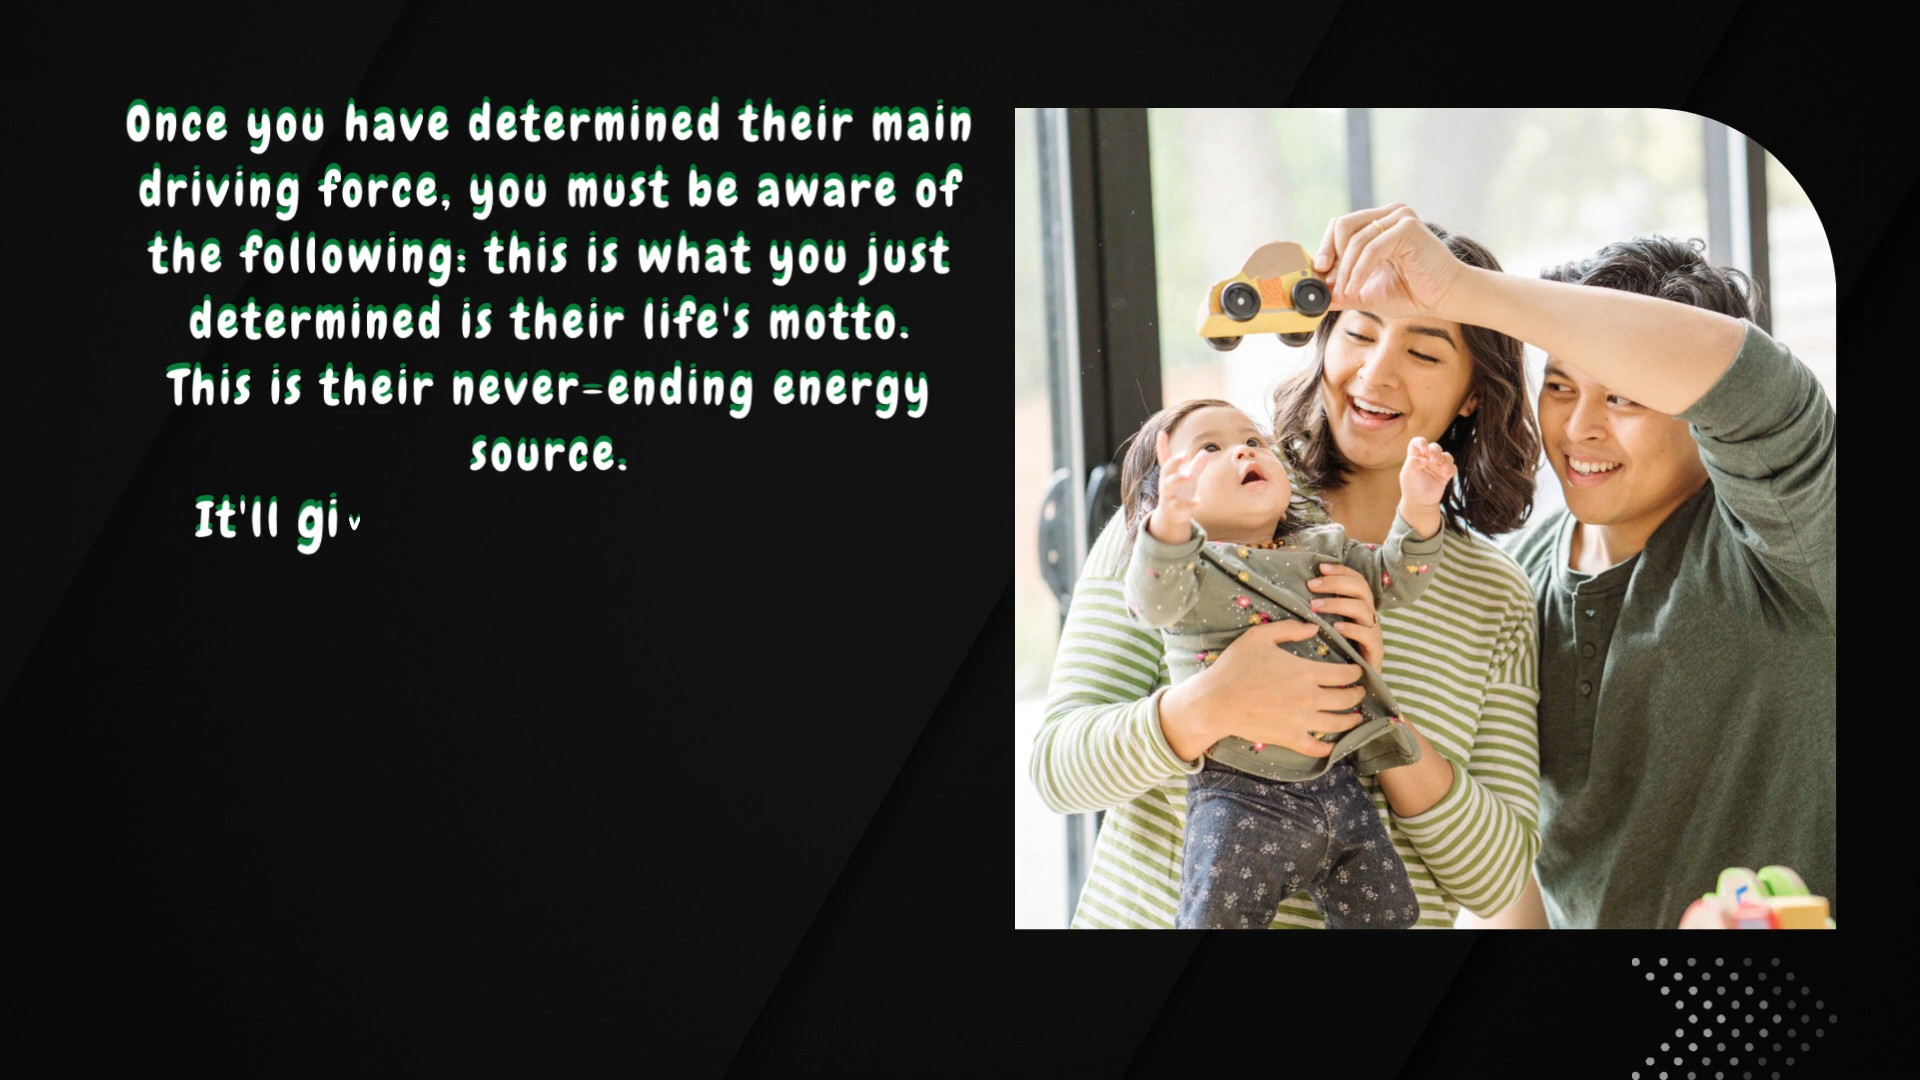 Once you have determined their main
driving force, you must be aware of
the following: this is what you just
determined is their life's motto.
This is their never-ending energy
source.
It'll giv